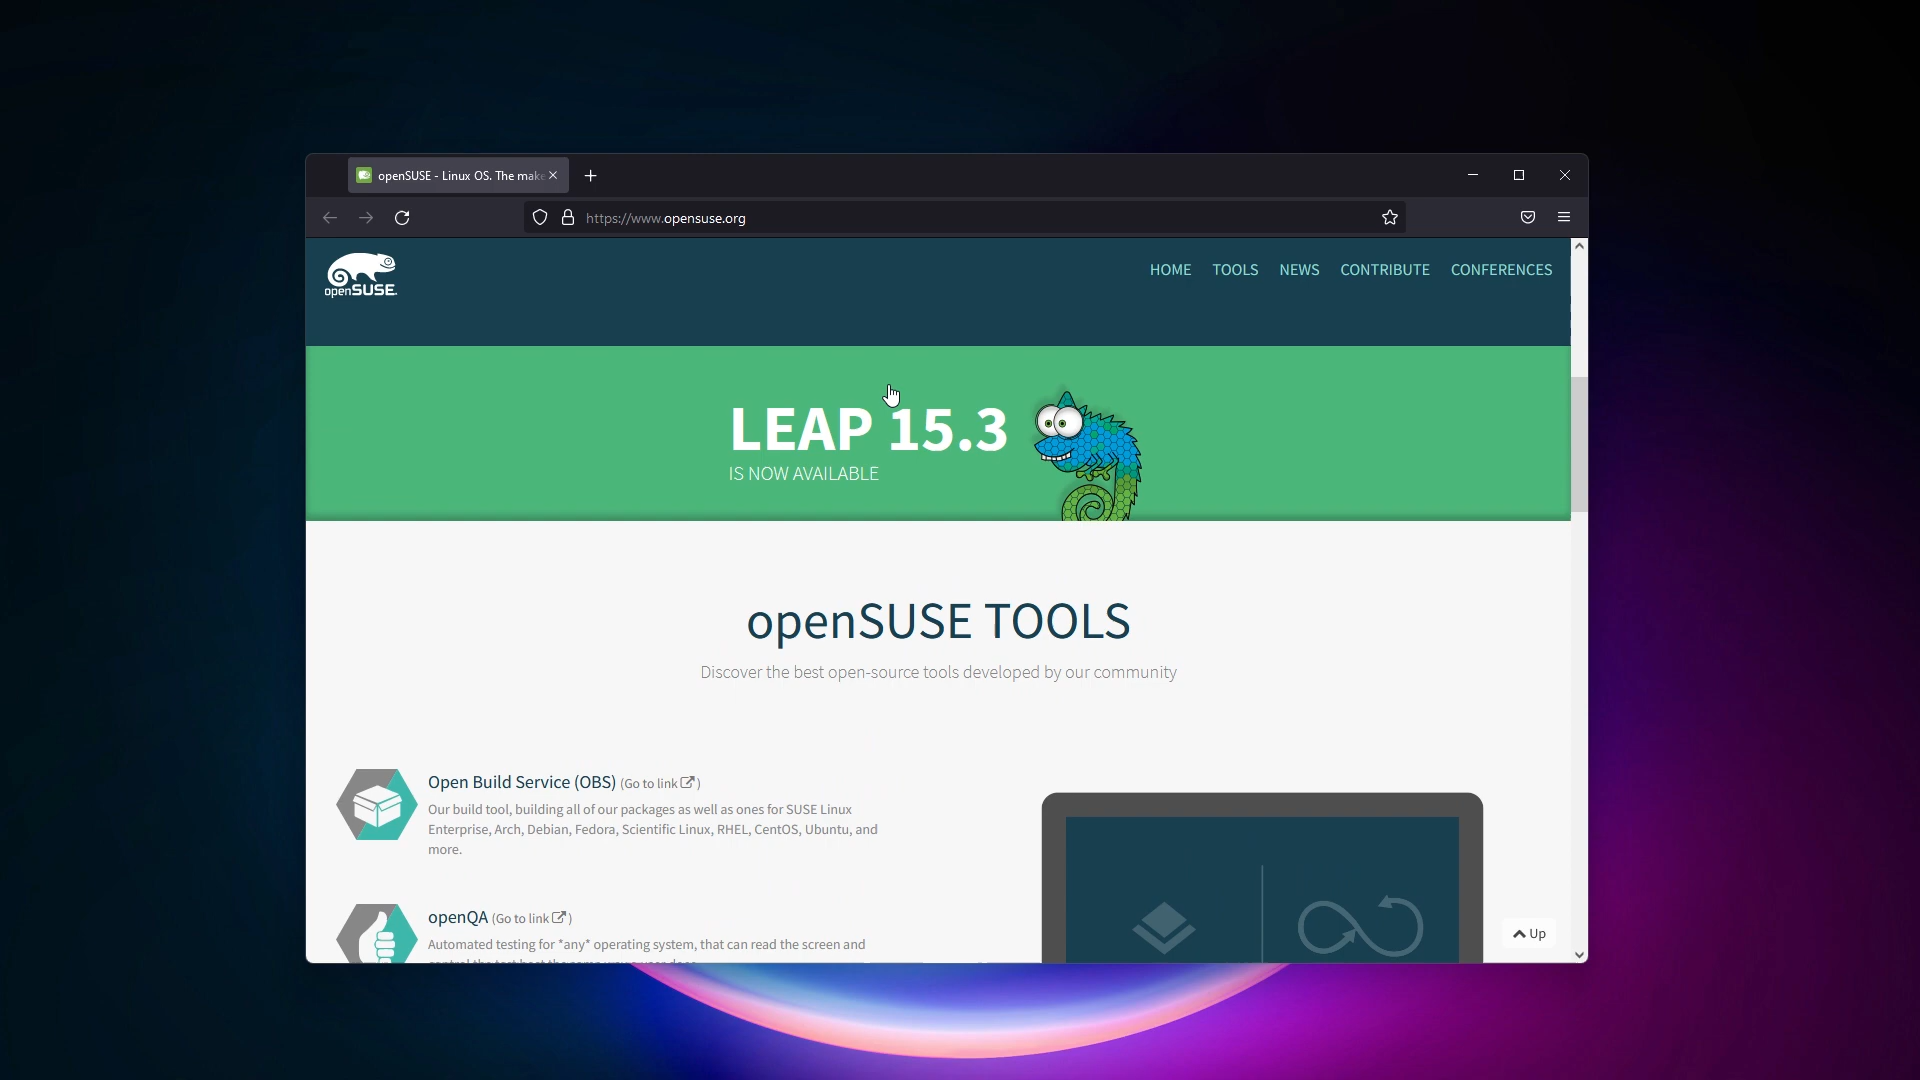 openSUSE - Linux OS. The make
https://www.opensuse.org
openSUSE.
HOME TOOLS NEWS CONTRIBUTE CONFERENCES
LEAP 15.3
IS NOW AVAILABLE
openSUSE TOOLS
Discover the best open-source tools developed by our community
Open Build Service (OBS) (Go to link)
Our build tool, building all of our packages as well as ones for SUSE Linux
Enterprise, Arch, Debian, Fedora, Scientific Linux, RHEL, CentOS, Ubuntu, and
more.
openQA (Go to link)
Automated testing for *any* operating system, that can read the screen and
Up